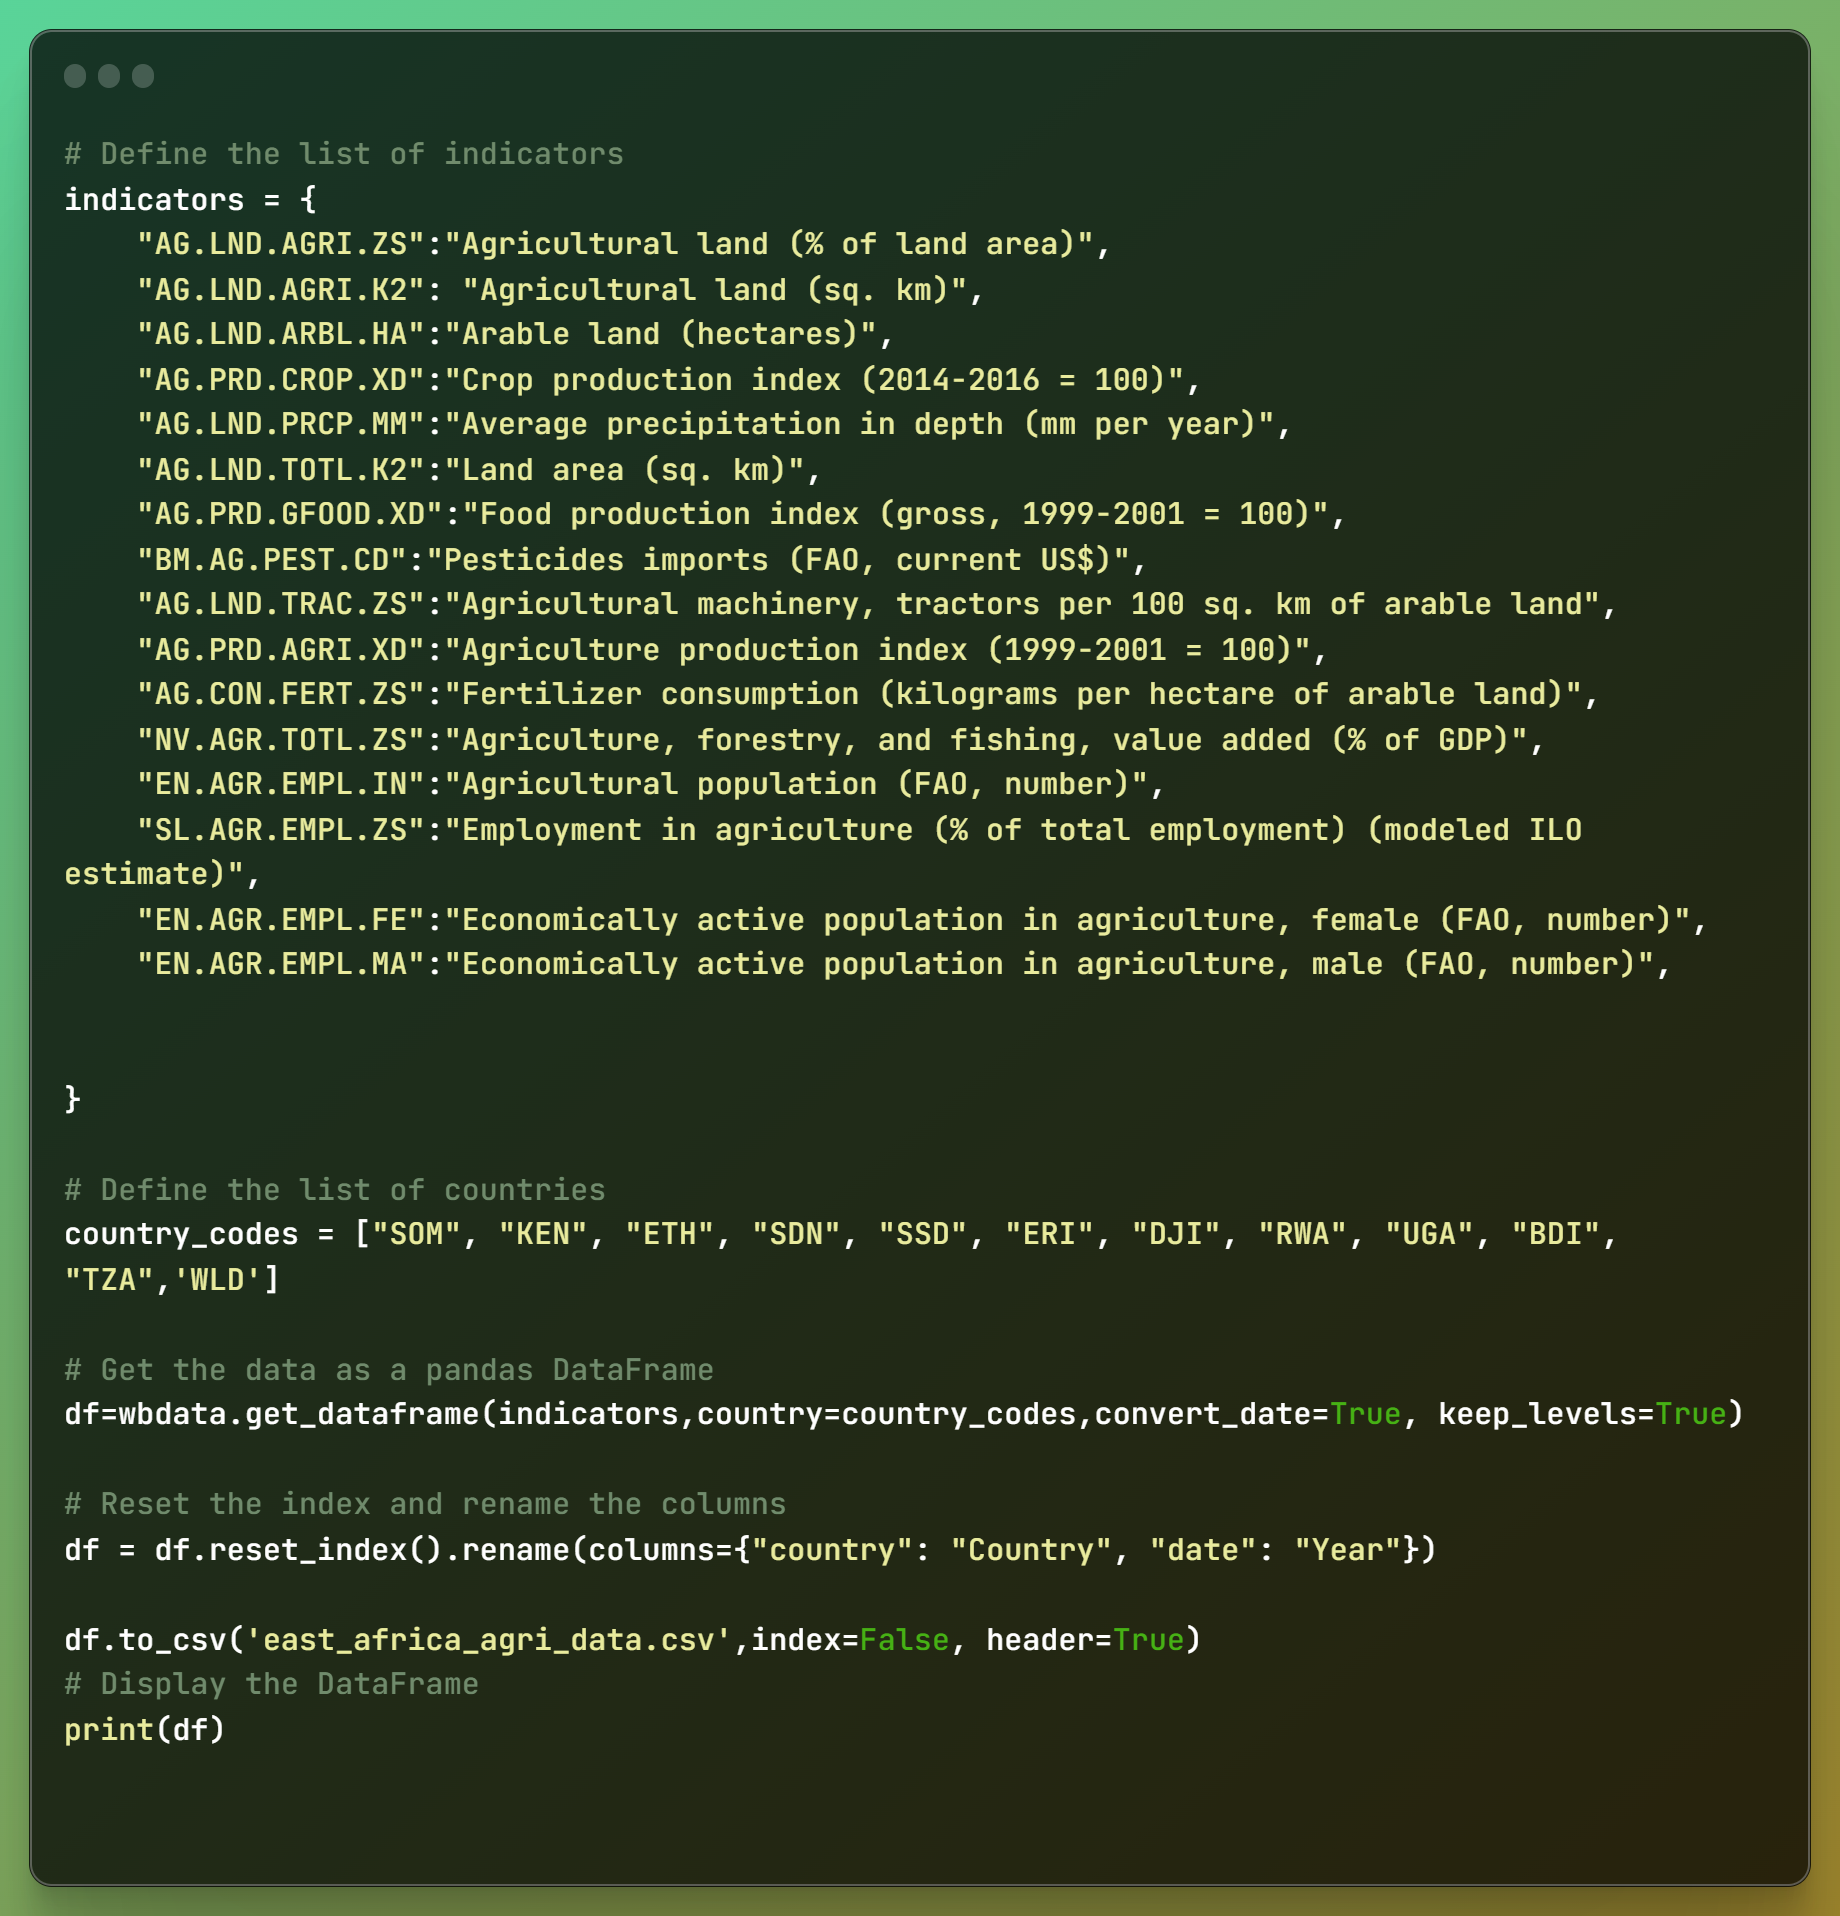 # Define the list of indicators
indicators = {
    "AG.LND.AGRI.ZS":"Agricultural land (% of land area)",
    "AG.LND.AGRI.K2": "Agricultural land (sq. km)",
    "AG.LND.ARBL.HA":"Arable land (hectares)",
    "AG.PRD.CROP.XD":"Crop production index (2014-2016 = 100)",
    "AG.LND.PRCP.MM":"Average precipitation in depth (mm per year)",
    "AG.LND.TOTL.K2":"Land area (sq. km)",
    "AG.PRD.GFOOD.XD":"Food production index (gross, 1999-2001 = 100)",
    "BM.AG.PEST.CD":"Pesticides imports (FAO, current US$)",
    "AG.LND.TRAC.ZS":"Agricultural machinery, tractors per 100 sq. km of arable land",
    "AG.PRD.AGRI.XD":"Agriculture production index (1999-2001 = 100)",
    "AG.CON.FERT.ZS":"Fertilizer consumption (kilograms per hectare of arable land)",
    "NV.AGR.TOTL.ZS":"Agriculture, forestry, and fishing, value added (% of GDP)",
    "EN.AGR.EMPL.IN":"Agricultural population (FAO, number)",
    "SL.AGR.EMPL.ZS":"Employment in agriculture (% of total employment) (modeled ILO
estimate)",
    "EN.AGR.EMPL.FE":"Economically active population in agriculture, female (FAO, number)",
    "EN.AGR.EMPL.MA":"Economically active population in agriculture, male (FAO, number)",
}
# Define the list of countries
country_codes = ["SOM", "KEN", "ETH", "SDN", "SSD", "ERI", "DJI", "RWA", "UGA", "BDI",
"TZA",'WLD']
# Get the data as a pandas DataFrame
df=wbdata.get_dataframe(indicators,country=country_codes,convert_date=True, keep_levels=True)
# Reset the index and rename the columns
df = df.reset_index().rename(columns={"country": "Country", "date": "Year"})
df.to_csv('east_africa_agri_data.csv',index=False, header=True)
# Display the DataFrame
print(df)